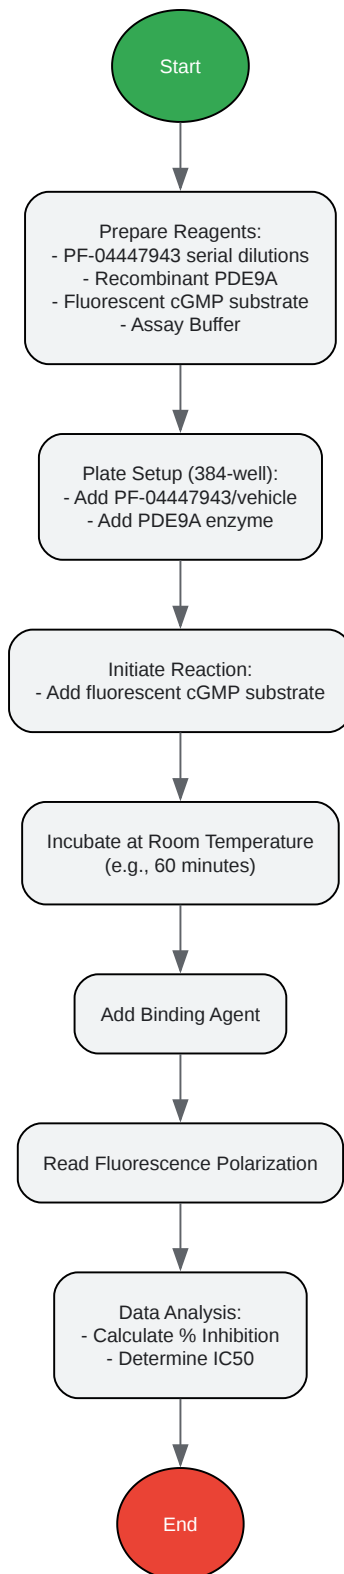 Start
Prepare Reagents:
- PF-04447943 serial dilutions
- Recombinant PDE9A
- Fluorescent cGMP substrate
- Assay Buffer
Plate Setup (384-well):
- Add PF-04447943/vehicle
- Add PDE9A enzyme
Initiate Reaction:
- Add fluorescent cGMP substrate
Incubate at Room Temperature
(e.g., 60 minutes)
Add Binding Agent
Read Fluorescence Polarization
Data Analysis:
- Calculate % Inhibition
- Determine IC50
End